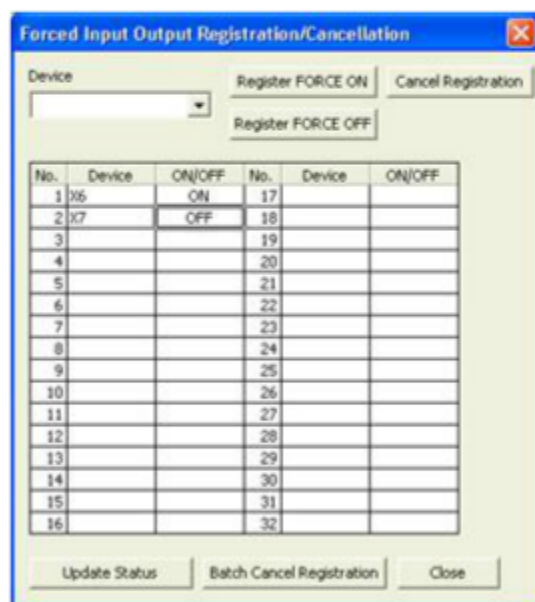 Forced Input Output Registration/Cancellation
Device
Register FORCE ON
Cancel Registration
Register FORCE OFF
No. Device ON/OFF No. Device ON/OFF
1 X6 ON 17
2 X7 OFF 18
3 19
4 20
5 21
6 22
7 23
8 24
9 25
10 26
11 27
12 28
13 29
14 30
15 31
16 32
Update Status Batch Cancel Registration Close